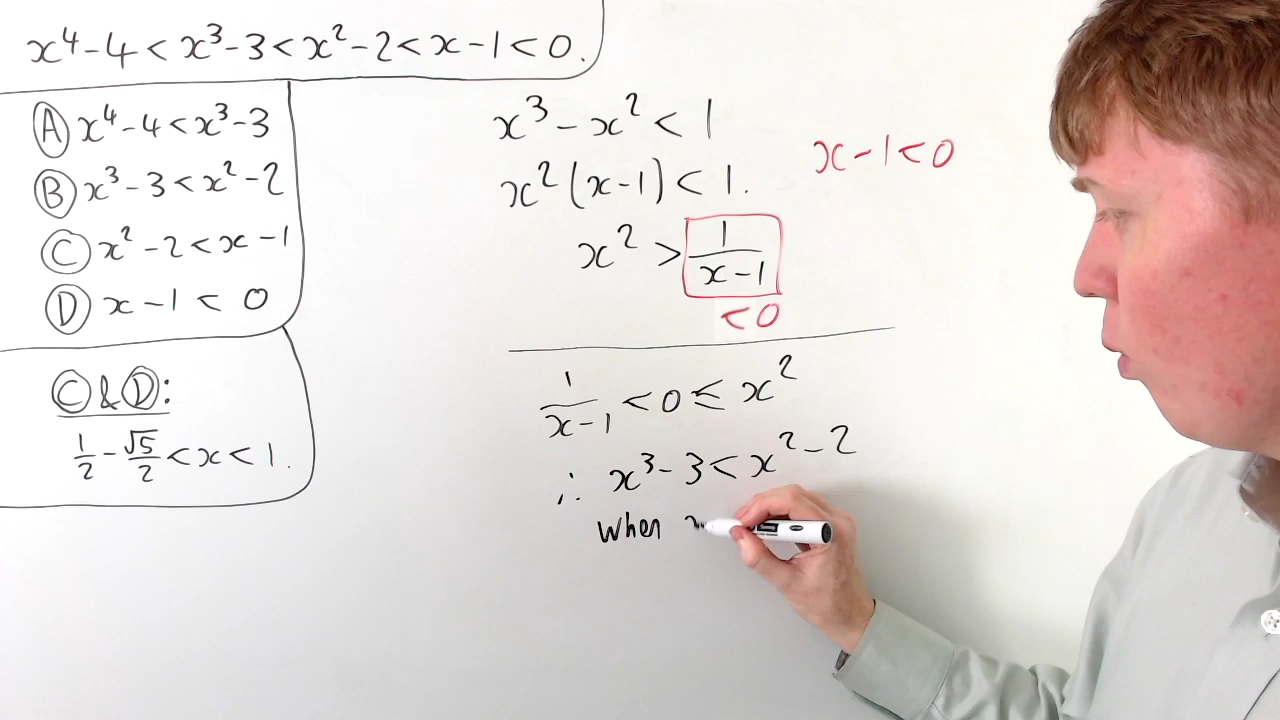 x⁴-4 < x³-3 < x²-2 < x-1 < 0.
Ⓐ x⁴-4 < x³-3
Ⓑ x³-3 < x²-2
Ⓒ x²-2 < x-1
Ⓓ x-1 < 0
Ⓒ & Ⓓ:
1/2 - √5/2 < x < 1.
x³ - x² < 1
x²(x-1) < 1.
x² > 1/(x-1)
< 0
x-1 < 0
1/(x-1) < 0 ≤ x²
∴ x³-3 < x²-2
when